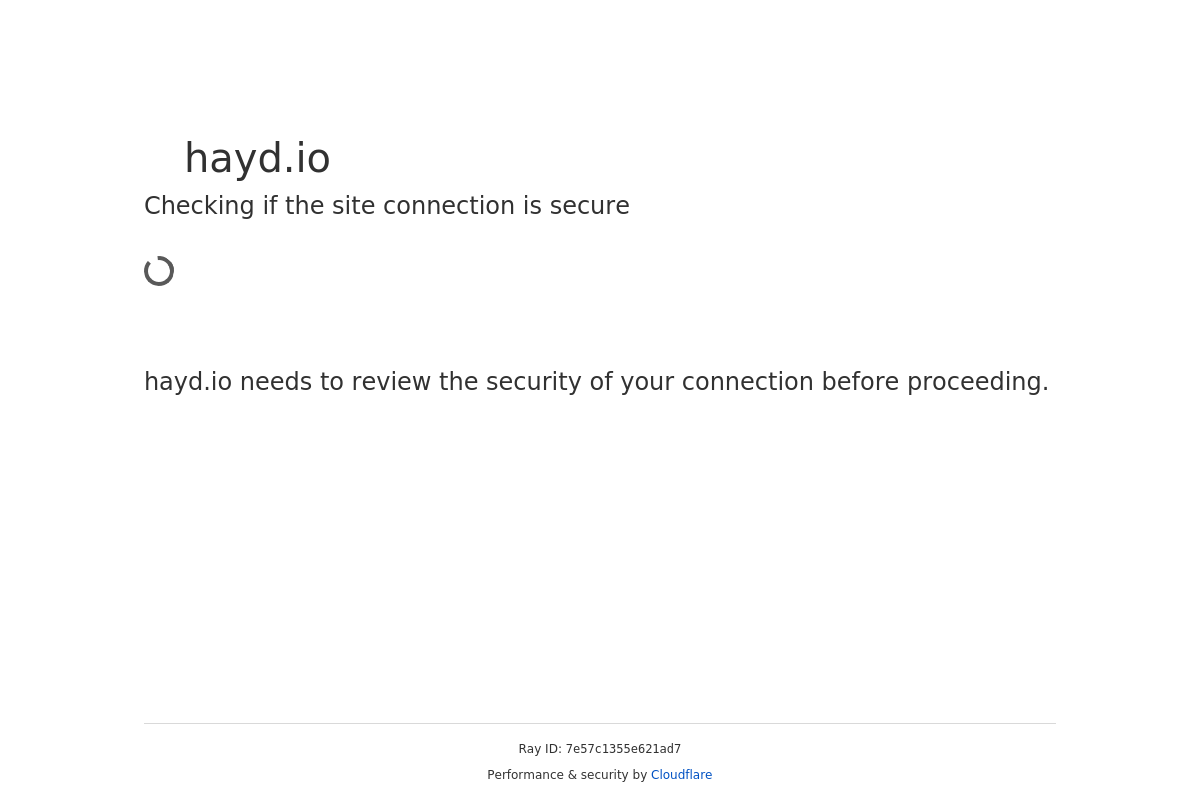 hayd.io
Checking if the site connection is secure
hayd.io needs to review the security of your connection before proceeding.
Ray ID: 7e57c1355e621ad7
Performance & security by Cloudflare